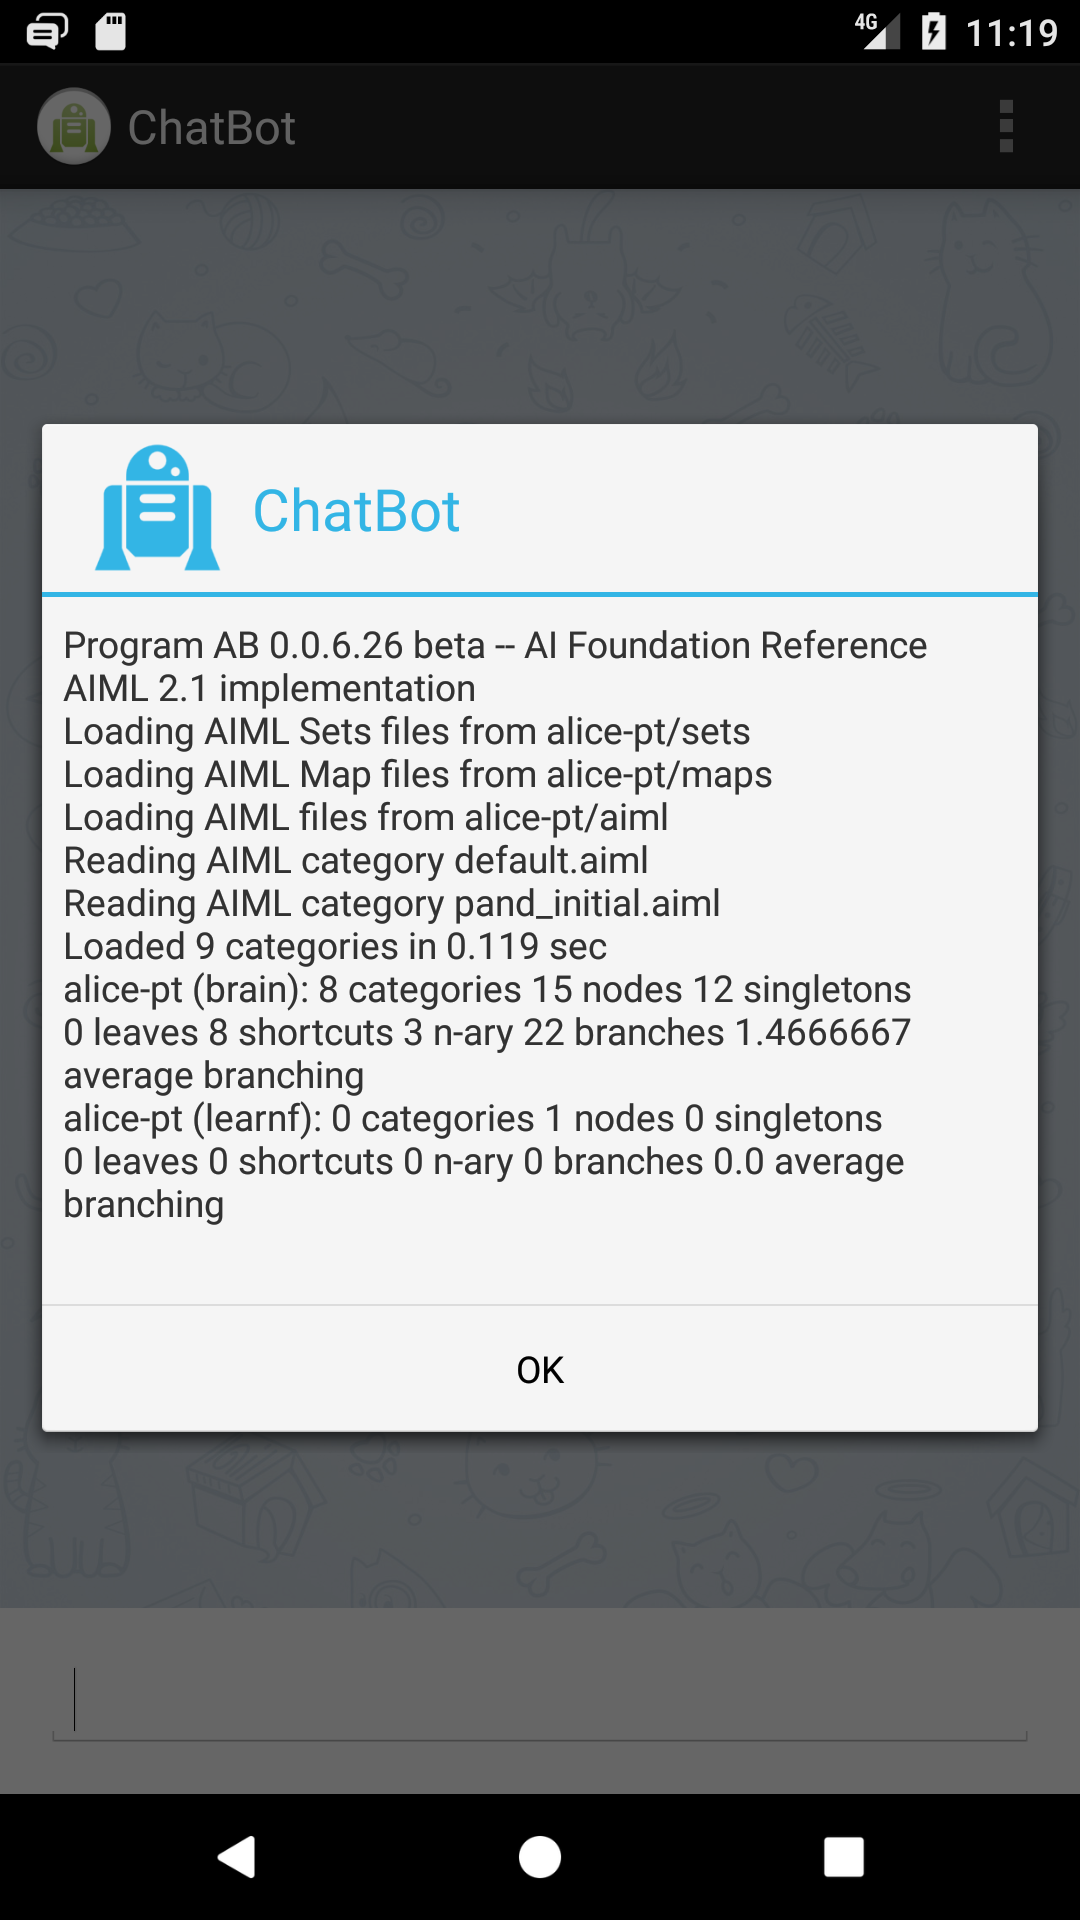 4G 11:19
ChatBot
ChatBot
Program AB 0.0.6.26 beta -- AI Foundation Reference
AIML 2.1 implementation
Loading AIML Sets files from alice-pt/sets
Loading AIML Map files from alice-pt/maps
Loading AIML files from alice-pt/aiml
Reading AIML category default.aiml
Reading AIML category pand_initial.aiml
Loaded 9 categories in 0.119 sec
alice-pt (brain): 8 categories 15 nodes 12 singletons
0 leaves 8 shortcuts 3 n-ary 22 branches 1.4666667
average branching
alice-pt (learnf): 0 categories 1 nodes 0 singletons
0 leaves 0 shortcuts 0 n-ary 0 branches 0.0 average
branching
OK